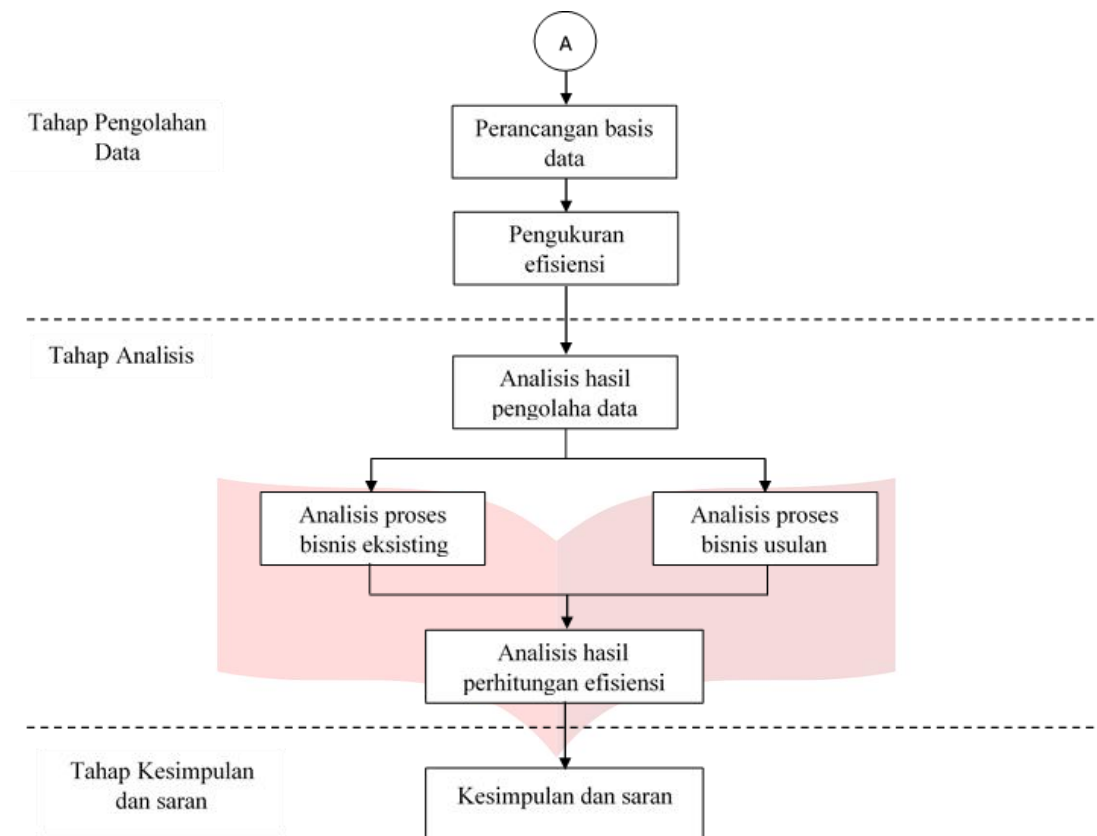 A
Tahap Pengolahan
Data
Perancangan basis
data
Pengukuran
efisiensi
Tahap Analisis
Analisis hasil
pengolaha data
Analisis proses
bisnis eksisting
Analisis proses
bisnis usulan
Analisis hasil
perhitungan efisiensi
Tahap Kesimpulan
dan saran
Kesimpulan dan saran